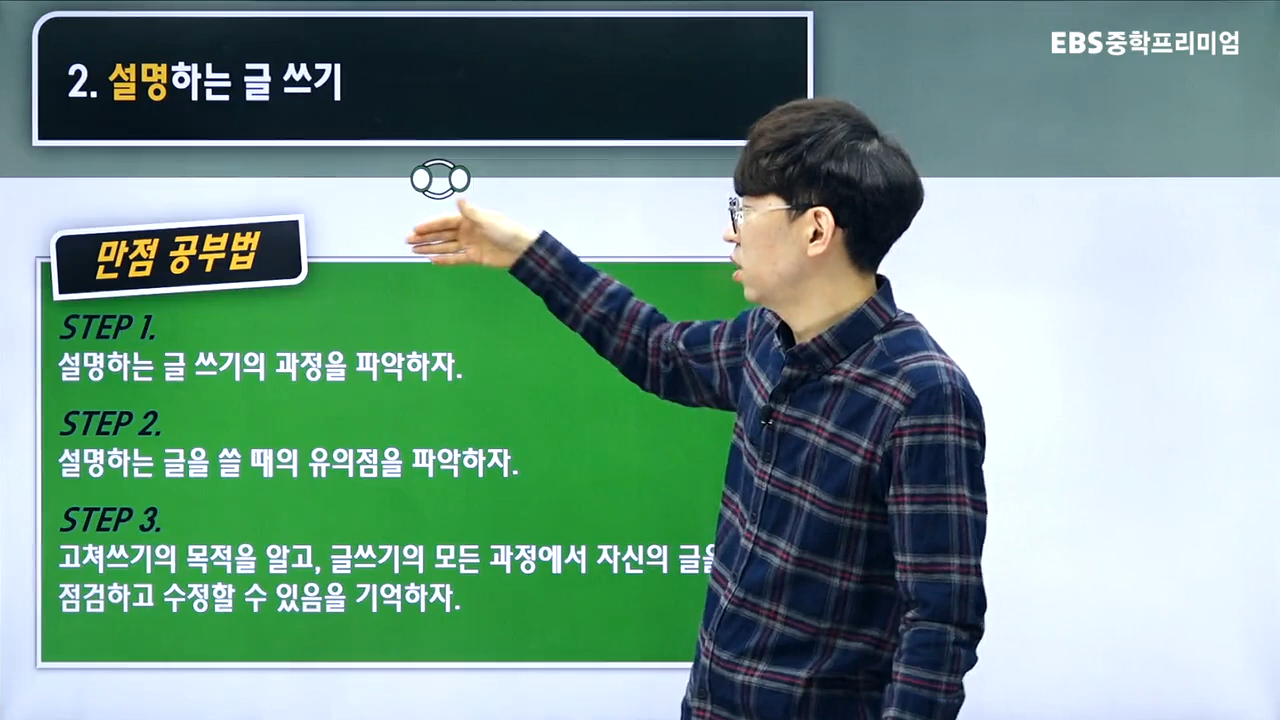 EBS중학프리미엄
2. 설명하는 글 쓰기
만점 공부법
STEP 1.
설명하는 글 쓰기의 과정을 파악하자.
STEP 2.
설명하는 글을 쓸 때의 유의점을 파악하자.
STEP 3.
고쳐쓰기의 목적을 알고, 글쓰기의 모든 과정에서 자신의 글을
점검하고 수정할 수 있음을 기억하자.